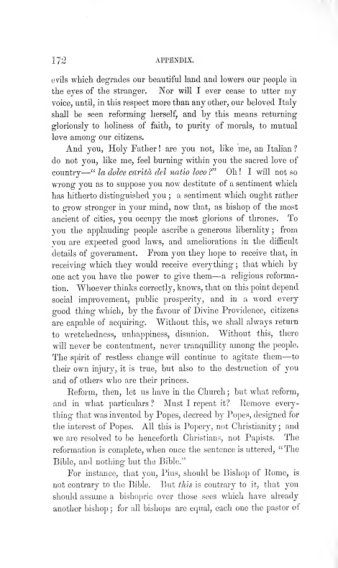 172 APPENDIX.
evils which degrades our beautiful land and lowers our people in
the eyes of the stranger. Nor will I ever cease to utter my
voice, until, in this respect more than any other, our beloved Italy
shall be seen reforming herself, and by this means returning
gloriously to holiness of faith, to purity of morals, to mutual
love among our citizens.
And you, Holy Father! are you not, like me, an Italian?
do not you, like me, feel burning within you the sacred love of
country—"la dolce carità del natio loco?" Oh! I will not so
wrong you as to suppose you now destitute of a sentiment which
has hitherto distinguished you; a sentiment which ought rather
to grow stronger in your mind, now that, as bishop of the most
ancient of cities, you occupy the most glorious of thrones. To
you the applauding people ascribe a generous liberality; from
you are expected good laws, and ameliorations in the difficult
details of government. From you they hope to receive that, in
receiving which they would receive everything; that which by
one act you have the power to give them—a religious reforma-
tion. Whoever thinks correctly, knows, that on this point depend
social improvement, public prosperity, and in a word every
good thing which, by the favour of Divine Providence, citizens
are capable of acquiring. Without this, we shall always return
to wretchedness, unhappiness, disunion. Without this, there
will never be contentment, never tranquillity among the people.
The spirit of restless change will continue to agitate them—to
their own injury, it is true, but also to the destruction of you
and of others who are their princes.
Reform, then, let us have in the Church; but what reform,
and in what particulars? Must I repeat it? Remove every-
thing that was invented by Popes, decreed by Popes, designed for
the interest of Popes. All this is Popery, not Christianity; and
we are resolved to be henceforth Christians, not Papists. The
reformation is complete, when once the sentence is uttered, "The
Bible, and nothing but the Bible."
For instance, that you, Pius, should be Bishop of Rome, is
not contrary to the Bible. But this is contrary to it, that you
should assume a bishopric over those sees which have already
another bishop; for all bishops are equal, each one the pastor of